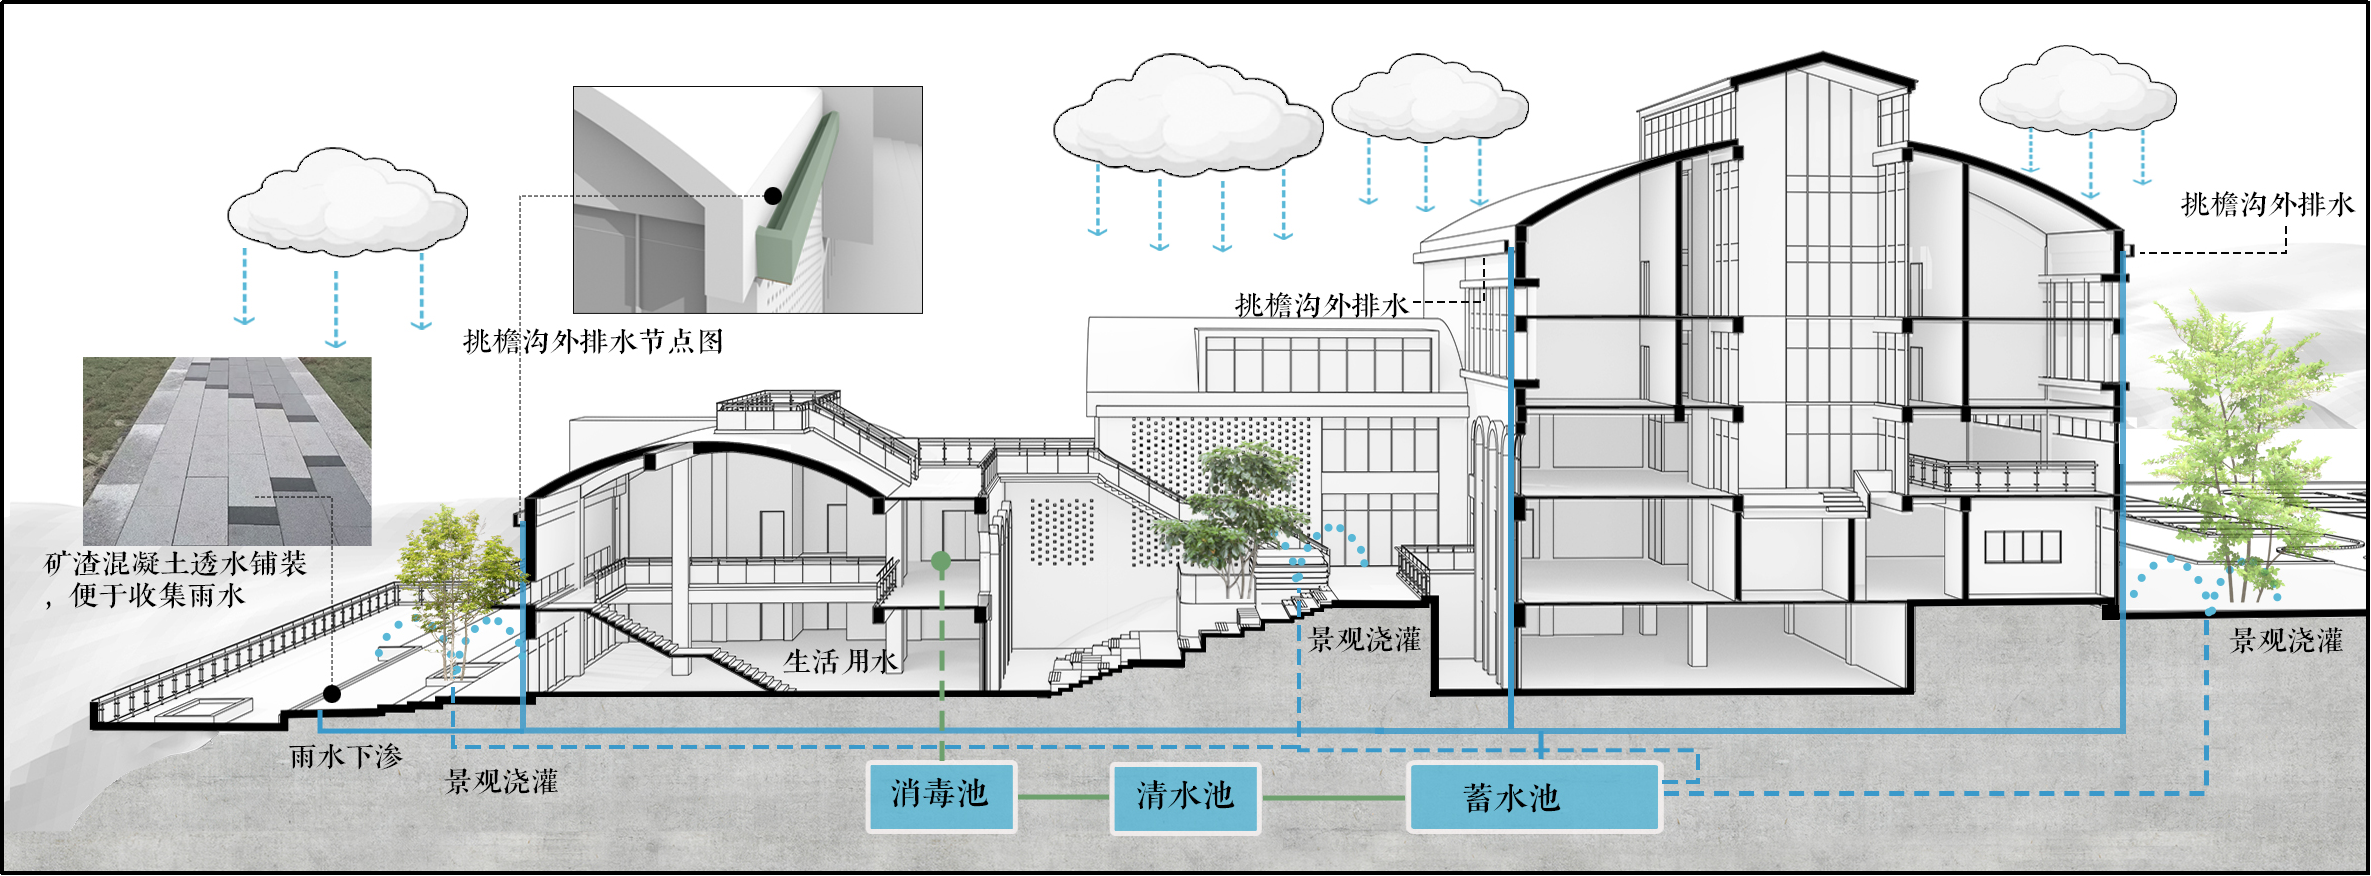 挑檐沟外排水
挑檐沟外排水
挑檐沟外排水节点图
矿渣混凝土透水铺装
，便于收集雨水
生活 用水
景观浇灌
景观浇灌
雨水下渗
景观浇灌
消毒池
清水池
蓄水池